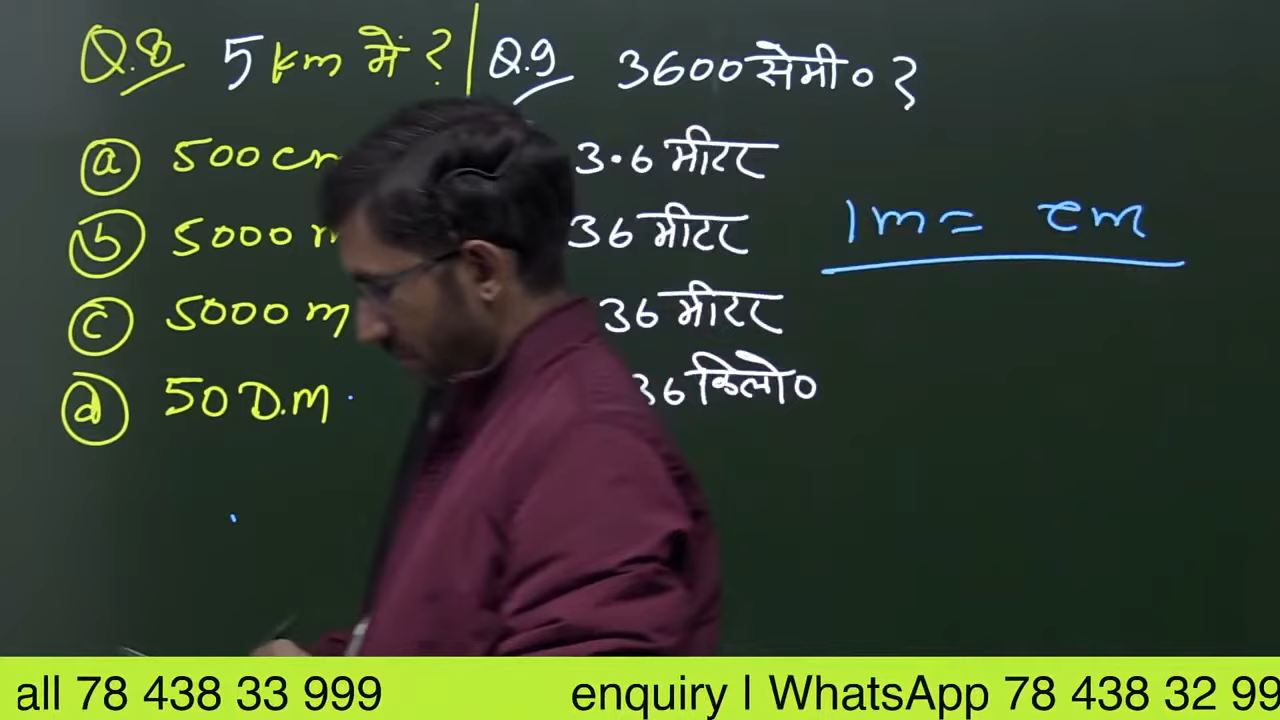 Q.8 5 km में ?
a 500 cm
b 5000 m
c 5000 m
d 50 D.M
Q.9 3600 सेमी० ?
3.6 मीटर
36 मीटर
36 मीटर
36 किलो०
1m = cm
all 78 438 33 999 enquiry | WhatsApp 78 438 32 99